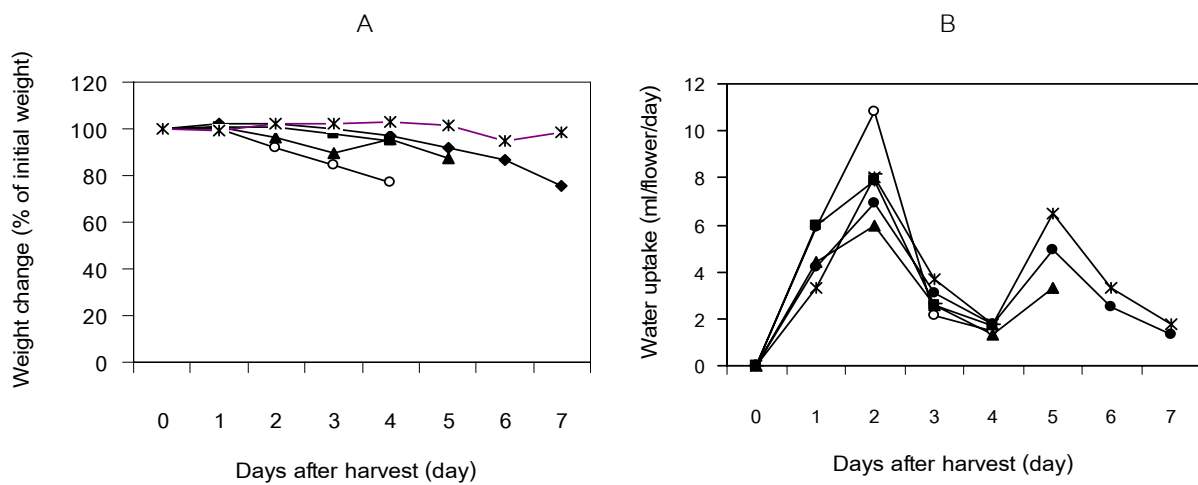 A
Weight change (% of initial weight)
120
100
80
60
40
20
0
0 1 2 3 4 5 6 7
Days after harvest (day)
B
Water uptake (ml/flower/day)
12
10
8
6
4
2
0
0 1 2 3 4 5 6 7
Days after harvest (day)